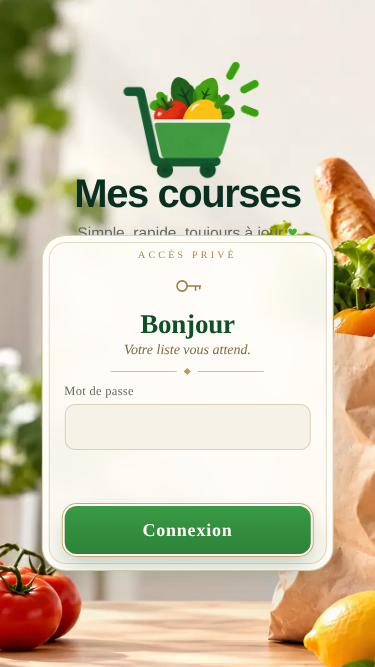 Mes courses
Simple, rapide, toujours à jour
ACCÈS PRIVÉ
Bonjour
Votre liste vous attend.
Mot de passe
Connexion